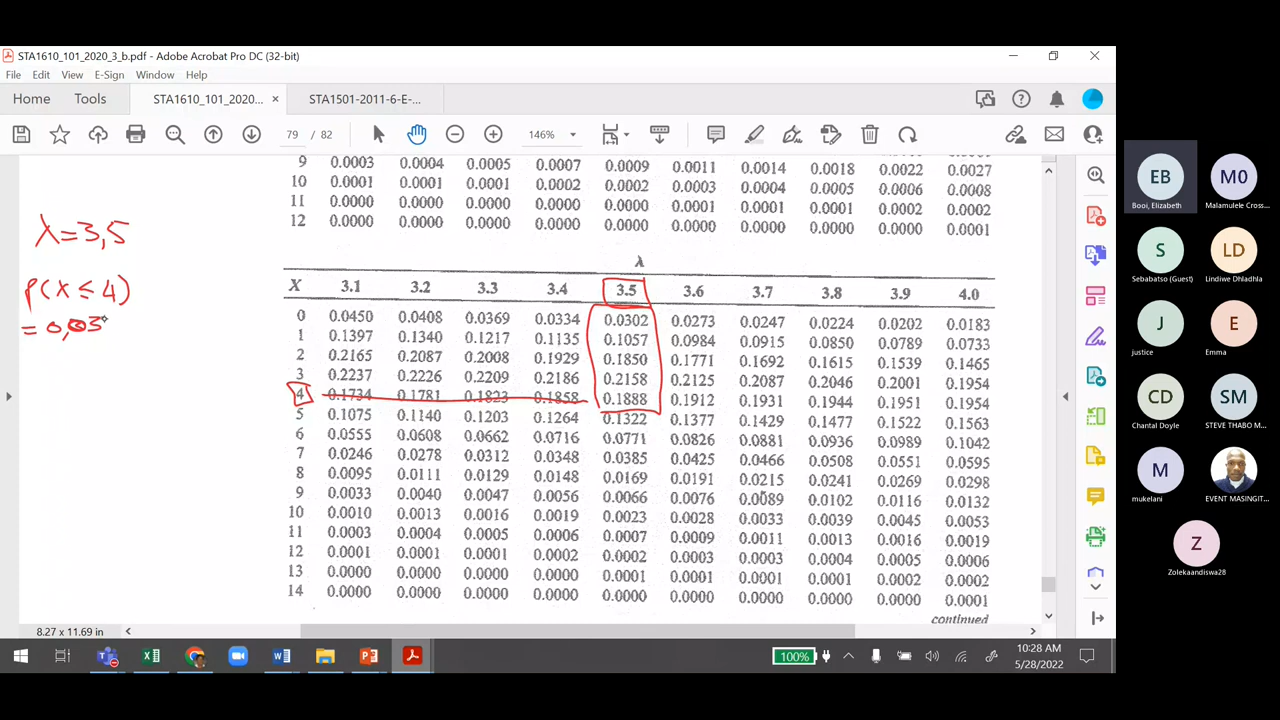 STA1610_101_2020_3_b.pdf - Adobe Acrobat Pro DC (32-bit)
File Edit View E-Sign Window Help
Home Tools STA1610_101_2020... × STA1501-2011-6-E-...
79 / 82 146%
9 0.0003 0.0004 0.0005 0.0007 0.0009 0.0011 0.0014 0.0018 0.0022 0.0027
10 0.0001 0.0001 0.0001 0.0002 0.0002 0.0003 0.0004 0.0005 0.0006 0.0008
11 0.0000 0.0000 0.0000 0.0000 0.0000 0.0001 0.0001 0.0001 0.0002 0.0002
12 0.0000 0.0000 0.0000 0.0000 0.0000 0.0000 0.0000 0.0000 0.0000 0.0001
λ=3,5
P(X ≤ 4)
= 0,03
λ
X 3.1 3.2 3.3 3.4 3.5 3.6 3.7 3.8 3.9 4.0
0 0.0450 0.0408 0.0369 0.0334 0.0302 0.0273 0.0247 0.0224 0.0202 0.0183
1 0.1397 0.1340 0.1217 0.1135 0.1057 0.0984 0.0915 0.0850 0.0789 0.0733
2 0.2165 0.2087 0.2008 0.1929 0.1850 0.1771 0.1692 0.1615 0.1539 0.1465
3 0.2237 0.2226 0.2209 0.2186 0.2158 0.2125 0.2087 0.2046 0.2001 0.1954
4 0.1734 0.1781 0.1823 0.1858 0.1888 0.1912 0.1931 0.1944 0.1951 0.1954
5 0.1075 0.1140 0.1203 0.1264 0.1322 0.1377 0.1429 0.1477 0.1522 0.1563
6 0.0555 0.0608 0.0662 0.0716 0.0771 0.0826 0.0881 0.0936 0.0989 0.1042
7 0.0246 0.0278 0.0312 0.0348 0.0385 0.0425 0.0466 0.0508 0.0551 0.0595
8 0.0095 0.0111 0.0129 0.0148 0.0169 0.0191 0.0215 0.0241 0.0269 0.0298
9 0.0033 0.0040 0.0047 0.0056 0.0066 0.0076 0.0089 0.0102 0.0116 0.0132
10 0.0010 0.0013 0.0016 0.0019 0.0023 0.0028 0.0033 0.0039 0.0045 0.0053
11 0.0003 0.0004 0.0005 0.0006 0.0007 0.0009 0.0011 0.0013 0.0016 0.0019
12 0.0001 0.0001 0.0001 0.0002 0.0002 0.0003 0.0003 0.0004 0.0005 0.0006
13 0.0000 0.0000 0.0000 0.0000 0.0001 0.0001 0.0001 0.0001 0.0002 0.0002
14 0.0000 0.0000 0.0000 0.0000 0.0000 0.0000 0.0000 0.0000 0.0000 0.0001
continued
8.27 x 11.69 in
100% 10:28 AM
5/28/2022
EB
Booi, Elizabeth
M0
Malamulele Cross...
S
Sebabatso (Guest)
LD
Lindiwe Dhladhla
J
justice
E
Emma
CD
Chantal Doyle
SM
STEVE THABO M...
M
mukelani
EVENT MASINGIT...
Z
Zolekaandiswa28